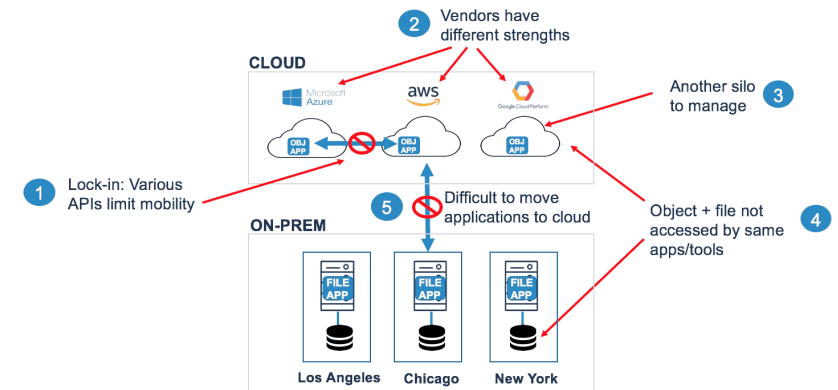 2
Vendors have
different strengths
CLOUD
Microsoft
Azure
aws
Google Cloud Platform
Another silo
to manage
3
OBJ
APP
OBJ
APP
OBJ
APP
1
Lock-in: Various
APIs limit mobility
5
Difficult to move
applications to cloud
Object + file not
accessed by same
apps/tools
4
ON-PREM
FILE
APP
FILE
APP
FILE
APP
Los Angeles
Chicago
New York